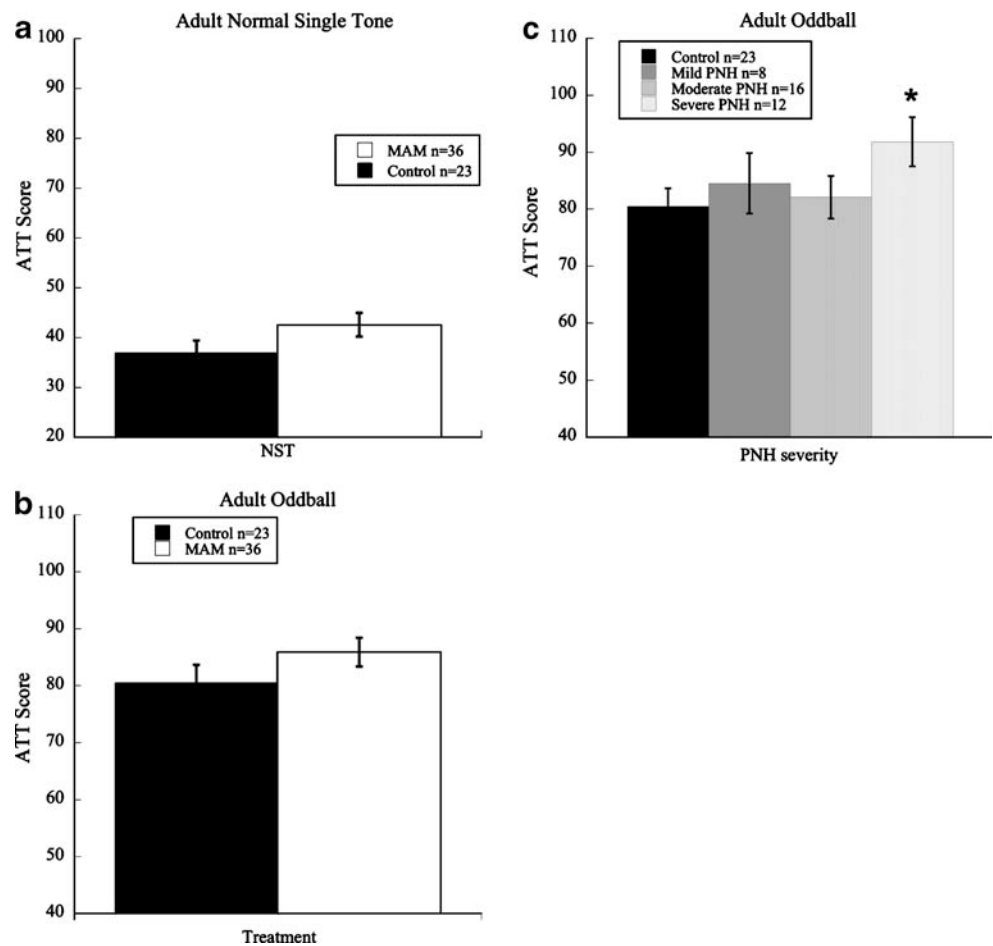 a
Adult Normal Single Tone
100
90
80
70
60
50
40
30
20
ATT Score
MAM n=36
Control n=23
NST
b
Adult Oddball
110
100
90
80
70
60
50
40
ATT Score
Control n=23
MAM n=36
Treatment
c
Adult Oddball
110
100
90
80
70
60
50
40
ATT Score
Control n=23
Mild PNH n=8
Moderate PNH n=16
Severe PNH n=12
*
PNH severity